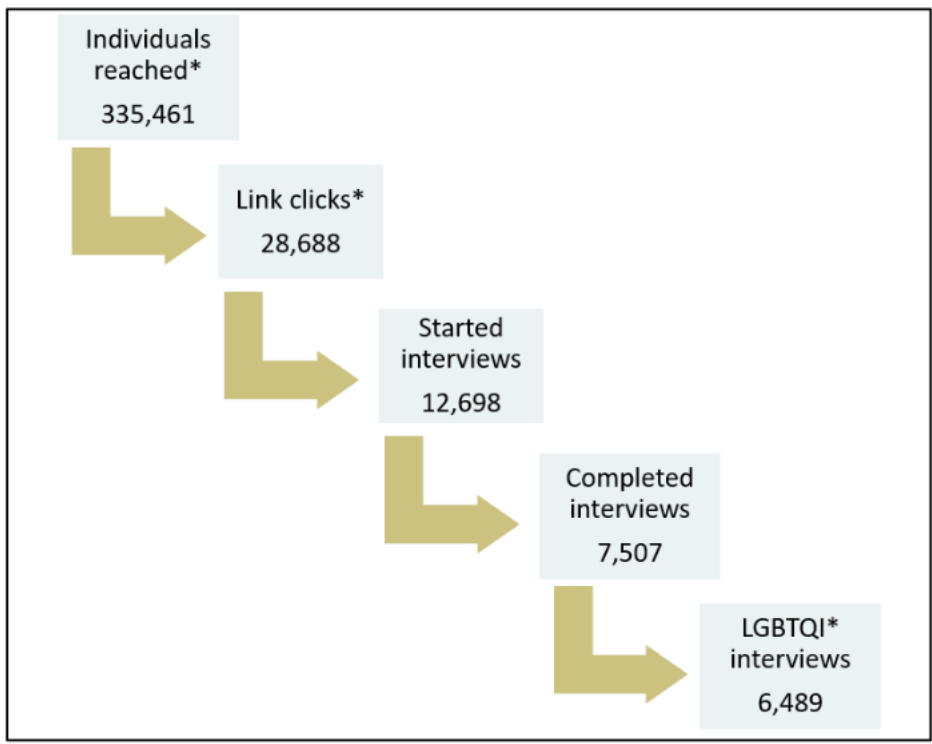 Individuals
reached*
335,461
Link clicks*
28,688
Started
interviews
12,698
Completed
interviews
7,507
LGBTQI*
interviews
6,489